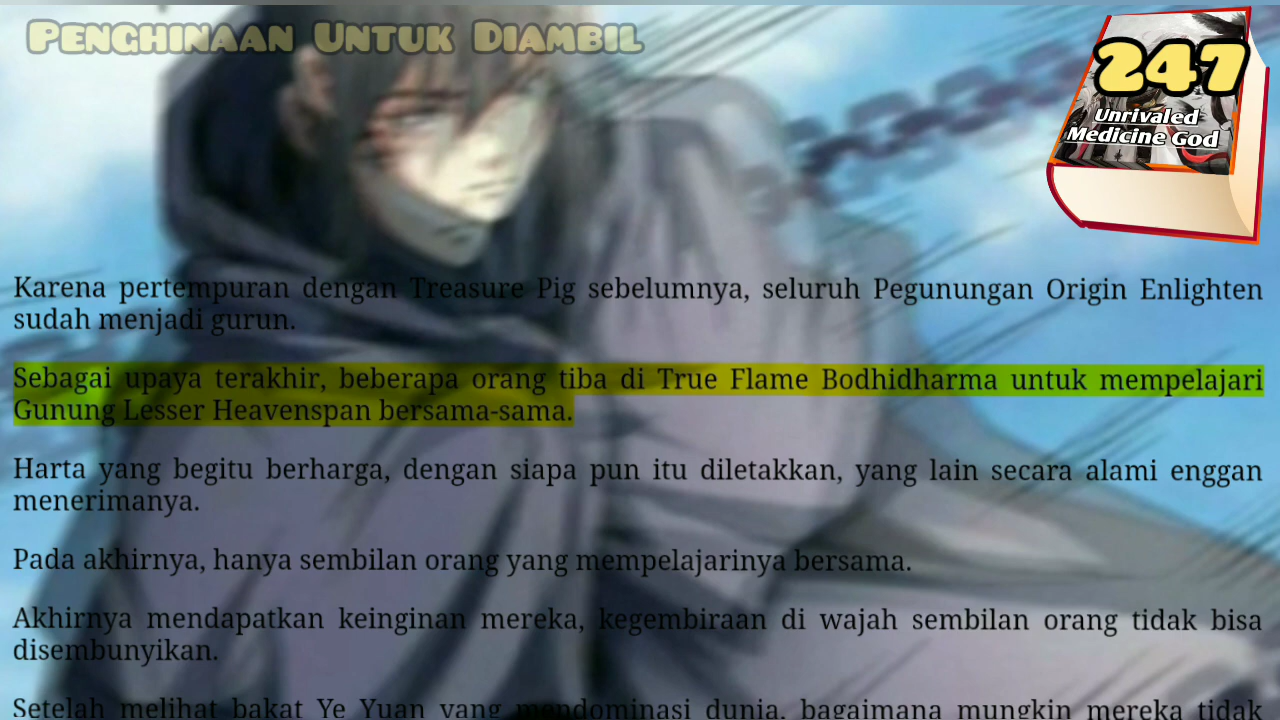 Penghinaan Untuk Diambil
247
Unrivaled
Medicine God
Karena pertempuran dengan Treasure Pig sebelumnya, seluruh Pegunungan Origin Enlighten
sudah menjadi gurun.
Sebagai upaya terakhir, beberapa orang tiba di True Flame Bodhidharma untuk mempelajari
Gunung Lesser Heavenspan bersama-sama.
Harta yang begitu berharga, dengan siapa pun itu diletakkan, yang lain secara alami enggan
menerimanya.
Pada akhirnya, hanya sembilan orang yang mempelajarinya bersama.
Akhirnya mendapatkan keinginan mereka, kegembiraan di wajah sembilan orang tidak bisa
disembunyikan.
Setelah melihat bakat Ye Yuan yang mendominasi dunia, bagaimana mungkin mereka tidak